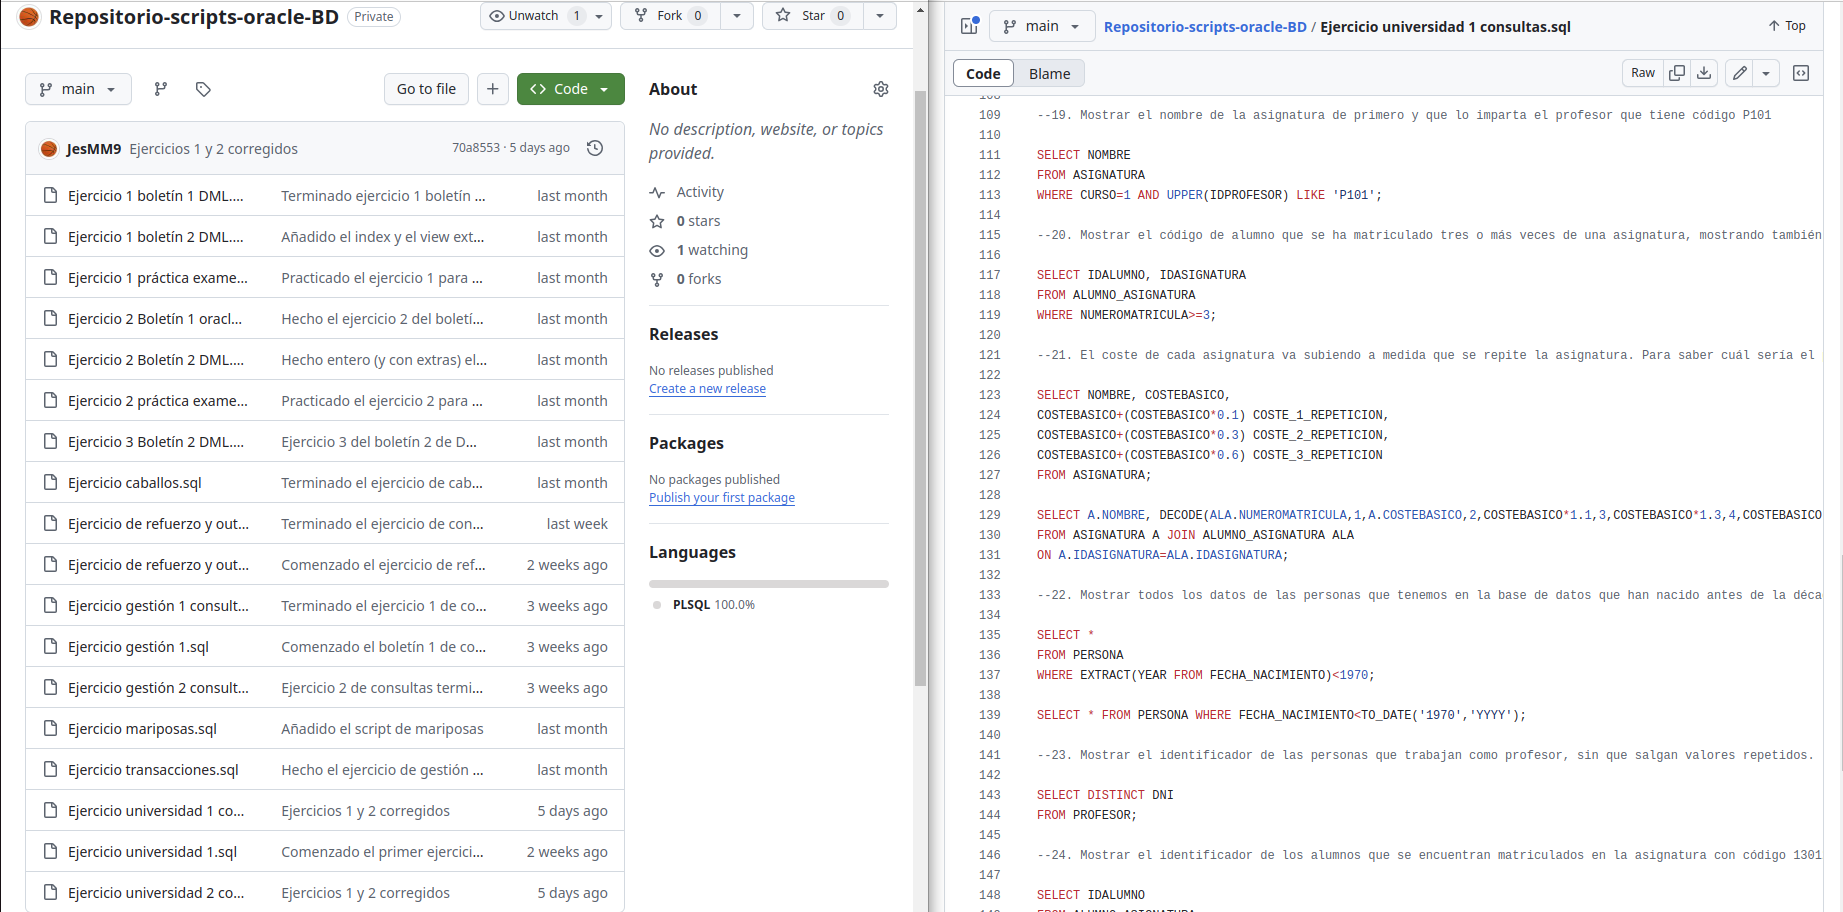 Repositorio-scripts-oracle-BD Private
Unwatch 1
Fork 0
Star 0
main
Go to file
Code
JesMM9 Ejercicios 1 y 2 corregidos 70a8553 · 5 days ago
Ejercicio 1 boletín 1 DML.... Terminado ejercicio 1 boletín ... last month
Ejercicio 1 boletín 2 DML.... Añadido el index y el view ext... last month
Ejercicio 1 práctica exame... Practicado el ejercicio 1 para ... last month
Ejercicio 2 Boletín 1 oracl... Hecho el ejercicio 2 del boletí... last month
Ejercicio 2 Boletín 2 DML.... Hecho entero (y con extras) el... last month
Ejercicio 2 práctica exame... Practicado el ejercicio 2 para ... last month
Ejercicio 3 Boletín 2 DML.... Ejercicio 3 del boletín 2 de D... last month
Ejercicio caballos.sql Terminado el ejercicio de cab... last month
Ejercicio de refuerzo y out... Terminado el ejercicio de con... last week
Ejercicio de refuerzo y out... Comenzado el ejercicio de ref... 2 weeks ago
Ejercicio gestión 1 consult... Terminado el ejercicio 1 de co... 3 weeks ago
Ejercicio gestión 1.sql Comenzado el boletín 1 de co... 3 weeks ago
Ejercicio gestión 2 consult... Ejercicio 2 de consultas termi... 3 weeks ago
Ejercicio mariposas.sql Añadido el script de mariposas last month
Ejercicio transacciones.sql Hecho el ejercicio de gestión ... last month
Ejercicio universidad 1 co... Ejercicios 1 y 2 corregidos 5 days ago
Ejercicio universidad 1.sql Comenzado el primer ejercici... 2 weeks ago
Ejercicio universidad 2 co... Ejercicios 1 y 2 corregidos 5 days ago
About
No description, website, or topics
provided.
Activity
0 stars
1 watching
0 forks
Releases
No releases published
Create a new release
Packages
No packages published
Publish your first package
Languages
PLSQL 100.0%
main
Repositorio-scripts-oracle-BD / Ejercicio universidad 1 consultas.sql
Top
Code Blame
Raw
108
109 --19. Mostrar el nombre de la asignatura de primero y que lo imparta el profesor que tiene código P101
110
111 SELECT NOMBRE
112 FROM ASIGNATURA
113 WHERE CURSO=1 AND UPPER(IDPROFESOR) LIKE 'P101';
114
115 --20. Mostrar el código de alumno que se ha matriculado tres o más veces de una asignatura, mostrando también
116
117 SELECT IDALUMNO, IDASIGNATURA
118 FROM ALUMNO_ASIGNATURA
119 WHERE NUMEROMATRICULA>=3;
120
121 --21. El coste de cada asignatura va subiendo a medida que se repite la asignatura. Para saber cuál sería el
122
123 SELECT NOMBRE, COSTEBASICO,
124 COSTEBASICO+(COSTEBASICO*0.1) COSTE_1_REPETICION,
125 COSTEBASICO+(COSTEBASICO*0.3) COSTE_2_REPETICION,
126 COSTEBASICO+(COSTEBASICO*0.6) COSTE_3_REPETICION
127 FROM ASIGNATURA;
128
129 SELECT A.NOMBRE, DECODE(ALA.NUMEROMATRICULA,1,A.COSTEBASICO,2,COSTEBASICO*1.1,3,COSTEBASICO*1.3,4,COSTEBASICO
130 FROM ASIGNATURA A JOIN ALUMNO_ASIGNATURA ALA
131 ON A.IDASIGNATURA=ALA.IDASIGNATURA;
132
133 --22. Mostrar todos los datos de las personas que tenemos en la base de datos que han nacido antes de la déca
134
135 SELECT *
136 FROM PERSONA
137 WHERE EXTRACT(YEAR FROM FECHA_NACIMIENTO)<1970;
138
139 SELECT * FROM PERSONA WHERE FECHA_NACIMIENTO<TO_DATE('1970','YYYY');
140
141 --23. Mostrar el identificador de las personas que trabajan como profesor, sin que salgan valores repetidos.
142
143 SELECT DISTINCT DNI
144 FROM PROFESOR;
145
146 --24. Mostrar el identificador de los alumnos que se encuentran matriculados en la asignatura con código 1301
147
148 SELECT IDALUMNO
149 FROM ALUMNO_ASIGNATURA